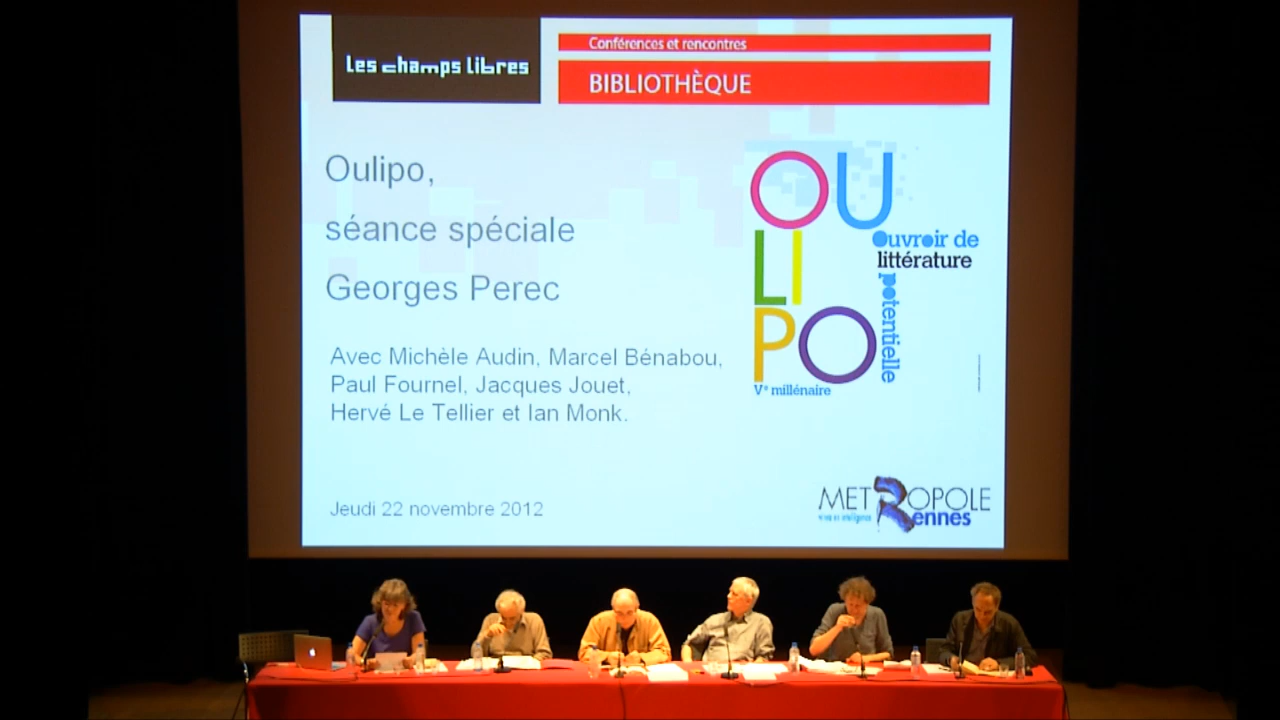 Les champs libres
Conférences et rencontres
BIBLIOTHÈQUE
Oulipo,
séance spéciale
Georges Perec
Avec Michèle Audin, Marcel Bénabou,
Paul Fournel, Jacques Jouet,
Hervé Le Tellier et Ian Monk.
Jeudi 22 novembre 2012
OU
LI
PO
Ouvroir de
littérature
potentielle
Ve millénaire
METROPOLE
Rennes